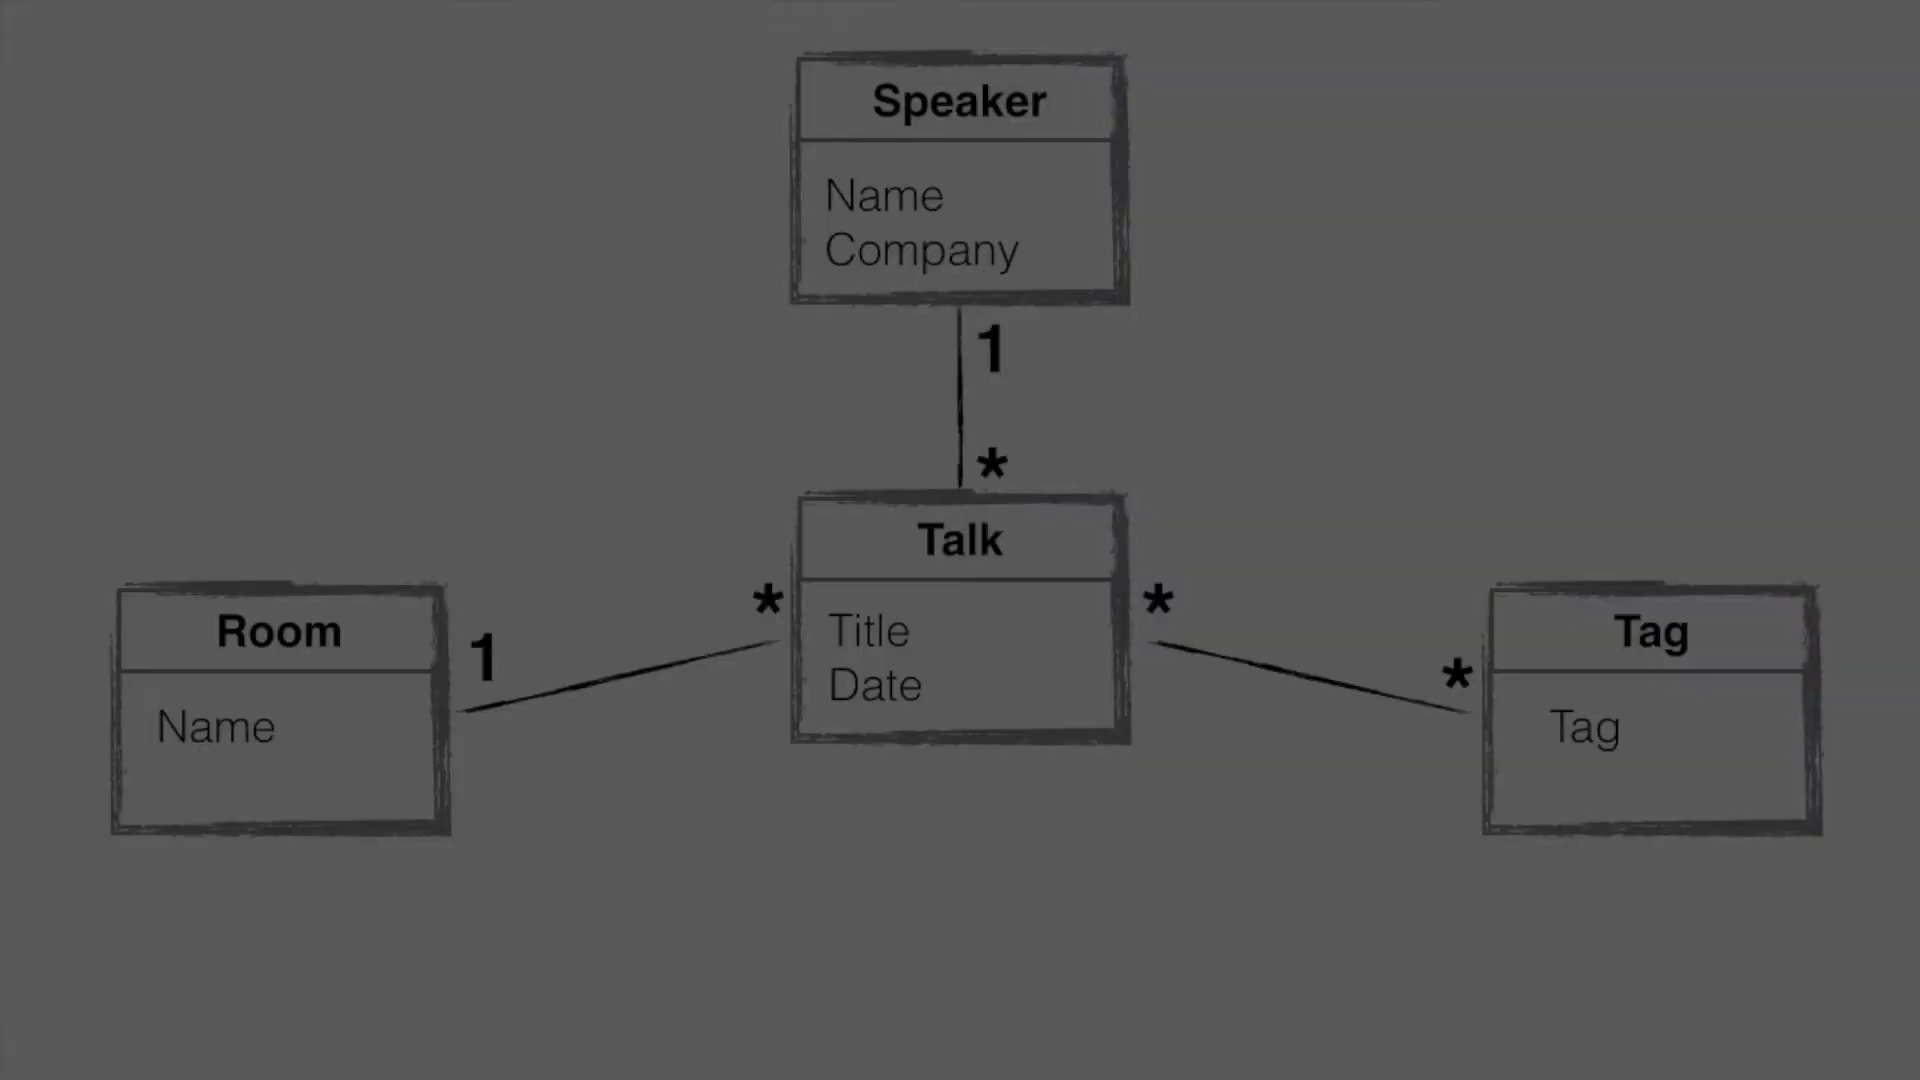 Speaker
Name
Company
1
*
Talk
Title
Date
*
*
Room
Name
1
Tag
Tag
*